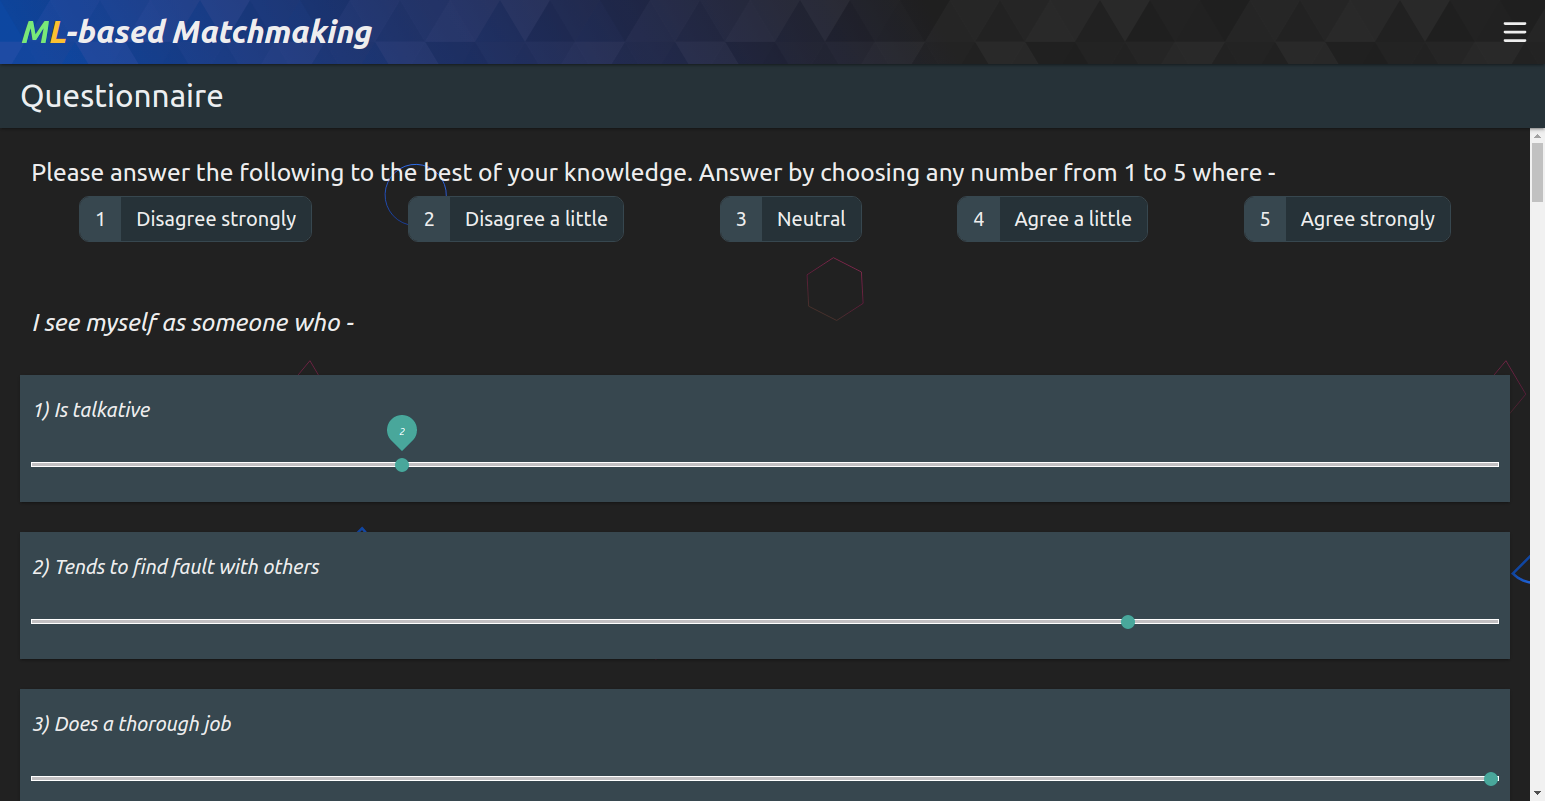 ML-based Matchmaking
Questionnaire
Please answer the following to the best of your knowledge. Answer by choosing any number from 1 to 5 where -
1 Disagree strongly 2 Disagree a little 3 Neutral 4 Agree a little 5 Agree strongly
I see myself as someone who -
1) Is talkative
2
2) Tends to find fault with others
3) Does a thorough job